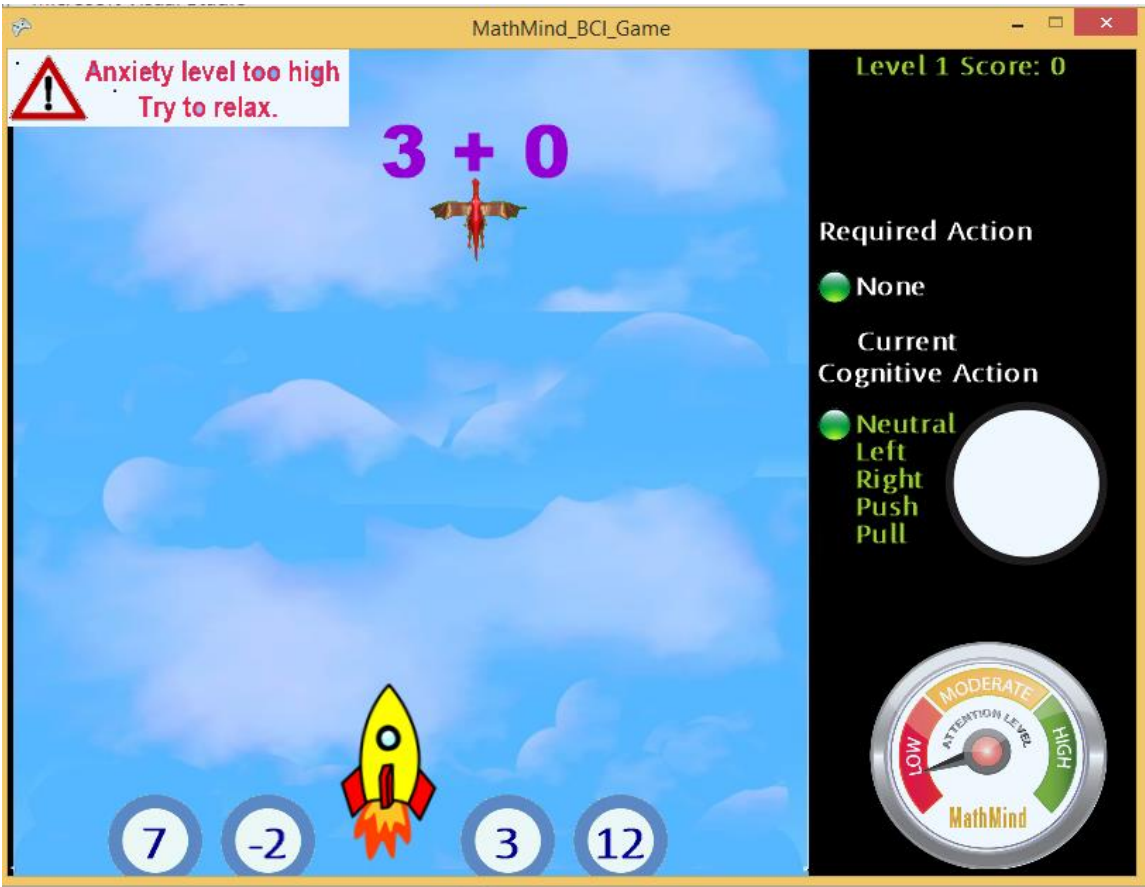 MathMind_BCI_Game
Anxiety level too high
Try to relax.
Level 1 Score: 0
3 + 0
Required Action
None
Current
Cognitive Action
Neutral
Left
Right
Push
Pull
LOW
MODERATE
HIGH
ATTENTION LEVEL
MathMind
7
-2
3
12